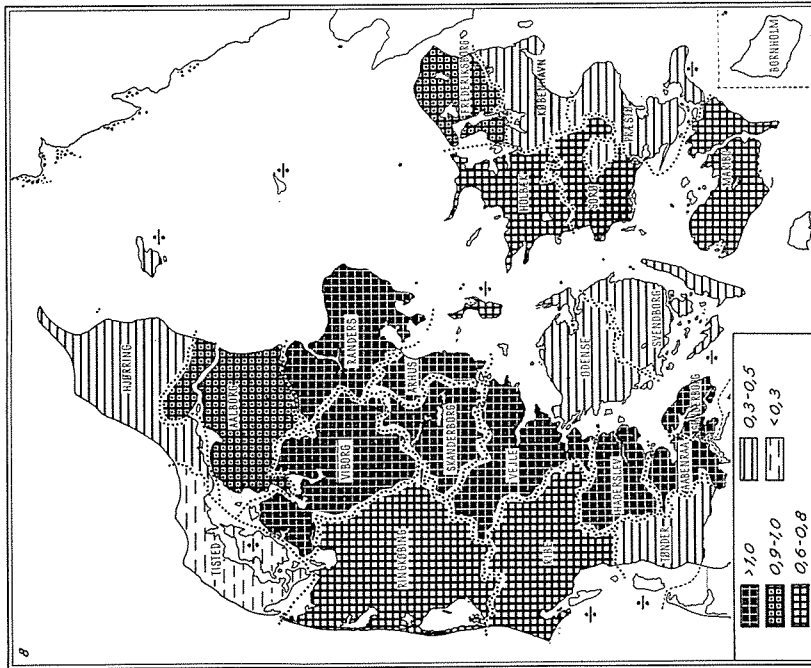 8
HJØRRING
TISTED
AALBORG
VIBORG
RANDERS
ÅRHUS
SKANDERBORG
RINGKØBING
VEJLE
RIBE
HADERSLEV
TØNDER
AABENRAA
SØNDERBORG
ODENSE
SVENDBORG
FREDERIKSBORG
KØBENHAVN
HOLBÆK
SORØ
PRÆSTØ
MARIBO
BORNHOLM
>1,0
0,9-1,0
0,6-0,8
0,3-0,5
<0,3